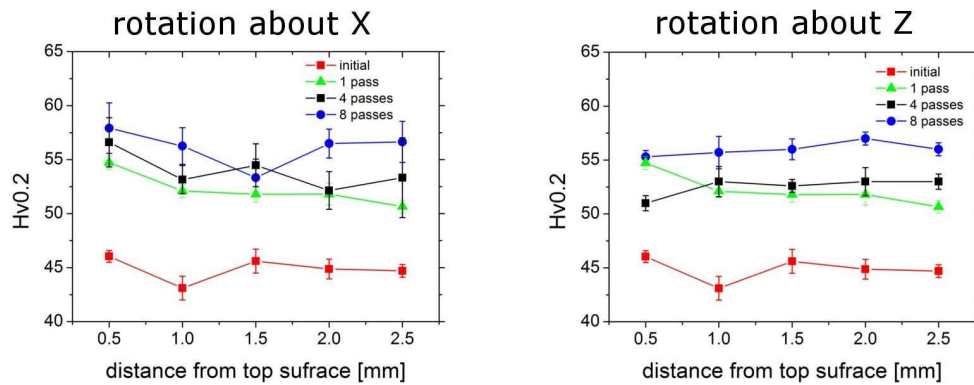 rotation about X
65
60
55
50
45
40
Hv0.2
initial
1 pass
4 passes
8 passes
0.5 1.0 1.5 2.0 2.5
distance from top sufrace [mm]
rotation about Z
65
60
55
50
45
40
Hv0.2
initial
1 pass
4 passes
8 passes
0.5 1.0 1.5 2.0 2.5
distance from top sufrace [mm]